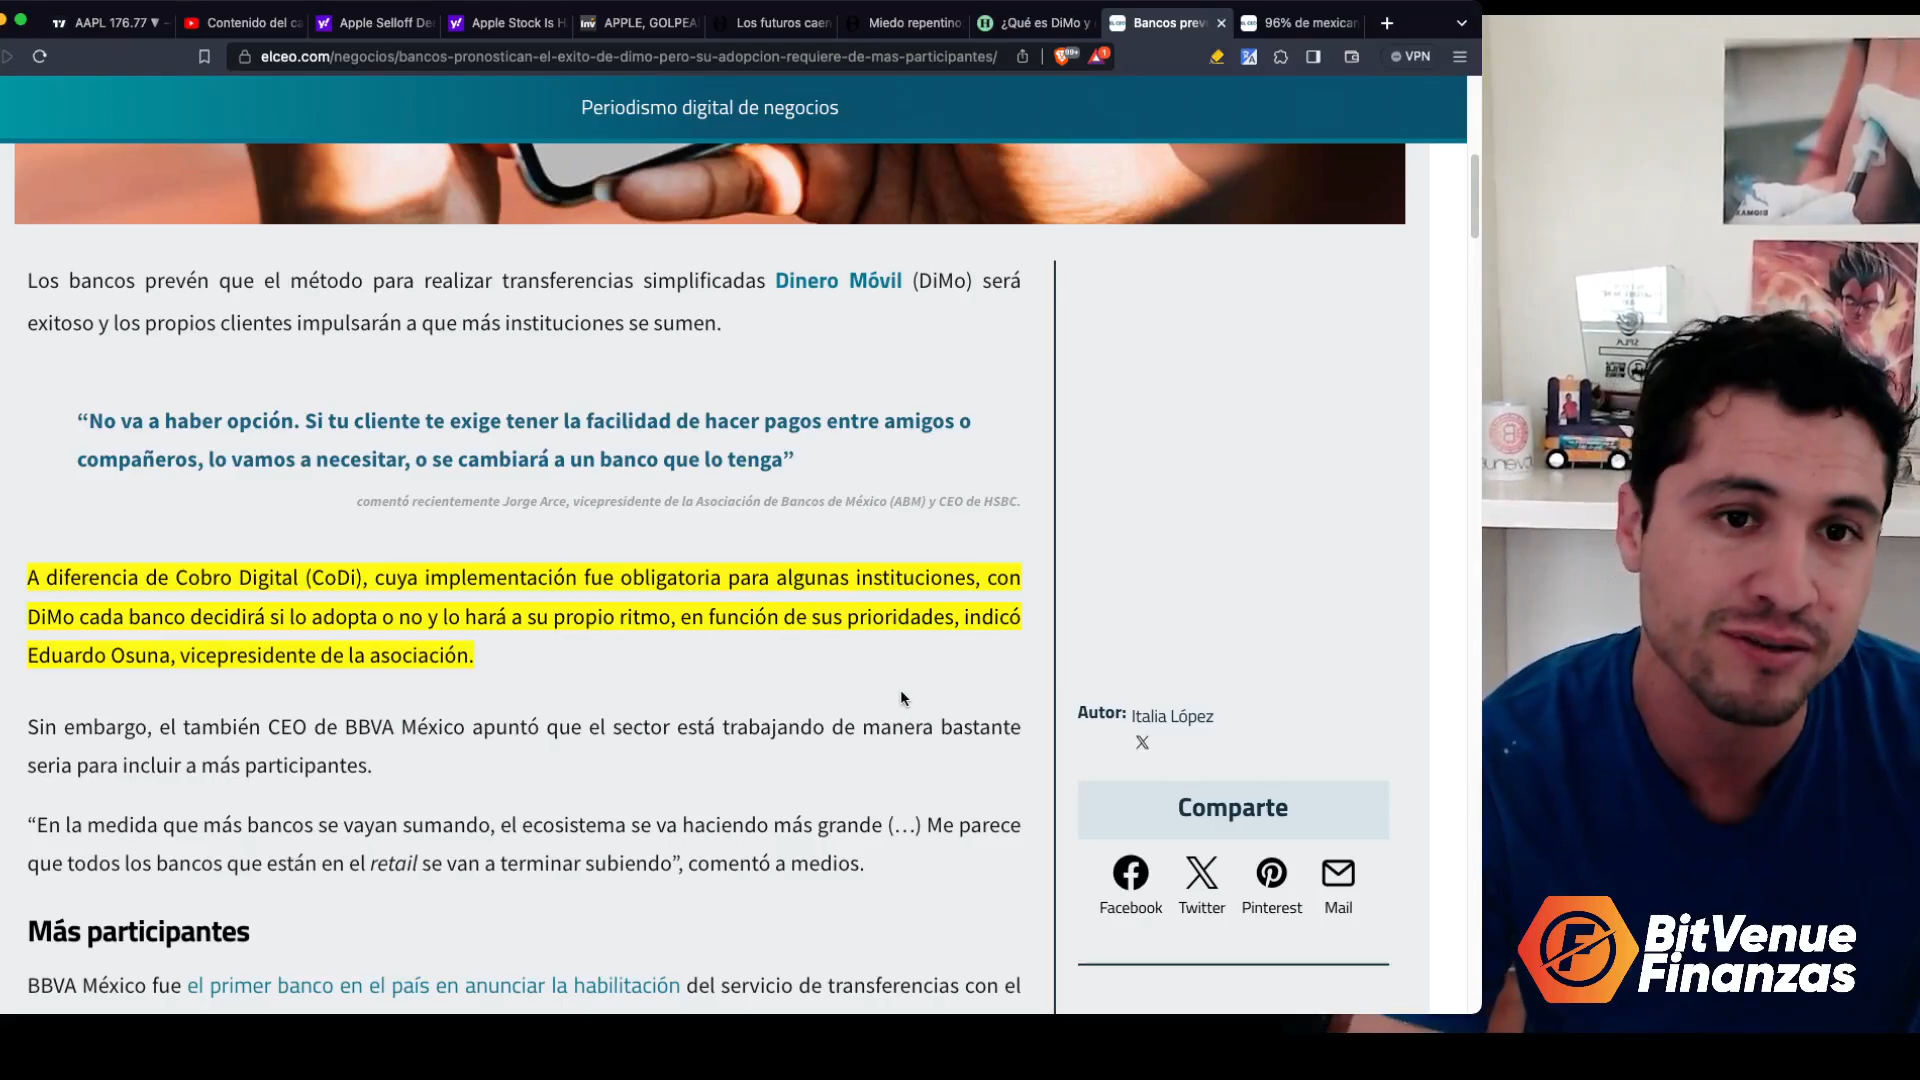 AAPL 176.77 ▼
Contenido del ca
Apple Selloff De
Apple Stock Is H
APPLE, GOLPEA
Los futuros caen
Miedo repentino
¿Qué es DiMo y
Bancos prev
96% de mexican
elceo.com/negocios/bancos-pronostican-el-exito-de-dimo-pero-su-adopcion-requiere-de-mas-participantes/
99+
1
VPN
Periodismo digital de negocios
Los bancos prevén que el método para realizar transferencias simplificadas Dinero Móvil (DiMo) será
exitoso y los propios clientes impulsarán a que más instituciones se sumen.
“No va a haber opción. Si tu cliente te exige tener la facilidad de hacer pagos entre amigos o
compañeros, lo vamos a necesitar, o se cambiará a un banco que lo tenga”
comentó recientemente Jorge Arce, vicepresidente de la Asociación de Bancos de México (ABM) y CEO de HSBC.
A diferencia de Cobro Digital (CoDi), cuya implementación fue obligatoria para algunas instituciones, con
DiMo cada banco decidirá si lo adopta o no y lo hará a su propio ritmo, en función de sus prioridades, indicó
Eduardo Osuna, vicepresidente de la asociación.
Sin embargo, el también CEO de BBVA México apuntó que el sector está trabajando de manera bastante
seria para incluir a más participantes.
“En la medida que más bancos se vayan sumando, el ecosistema se va haciendo más grande (…) Me parece
que todos los bancos que están en el retail se van a terminar subiendo”, comentó a medios.
Más participantes
BBVA México fue el primer banco en el país en anunciar la habilitación del servicio de transferencias con el
Autor: Italia López
Comparte
Facebook
Twitter
Pinterest
Mail
BitVenue
Finanzas